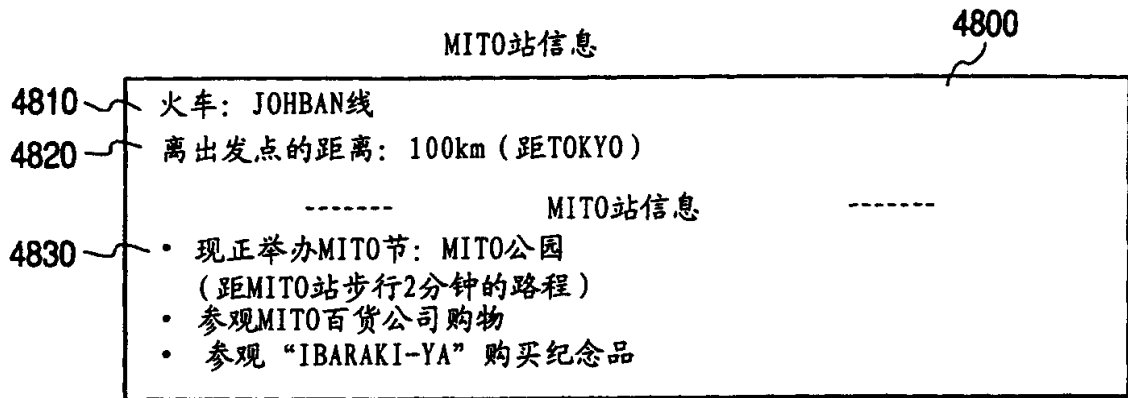 MITO站信息
4800
4810 火车: JOHBAN线
4820 离出发点的距离: 100km (距TOKYO)
------- MITO站信息 -------
4830 • 现正举办MITO节: MITO公园
(距MITO站步行2分钟的路程)
• 参观MITO百货公司购物
• 参观 “IBARAKI-YA” 购买纪念品